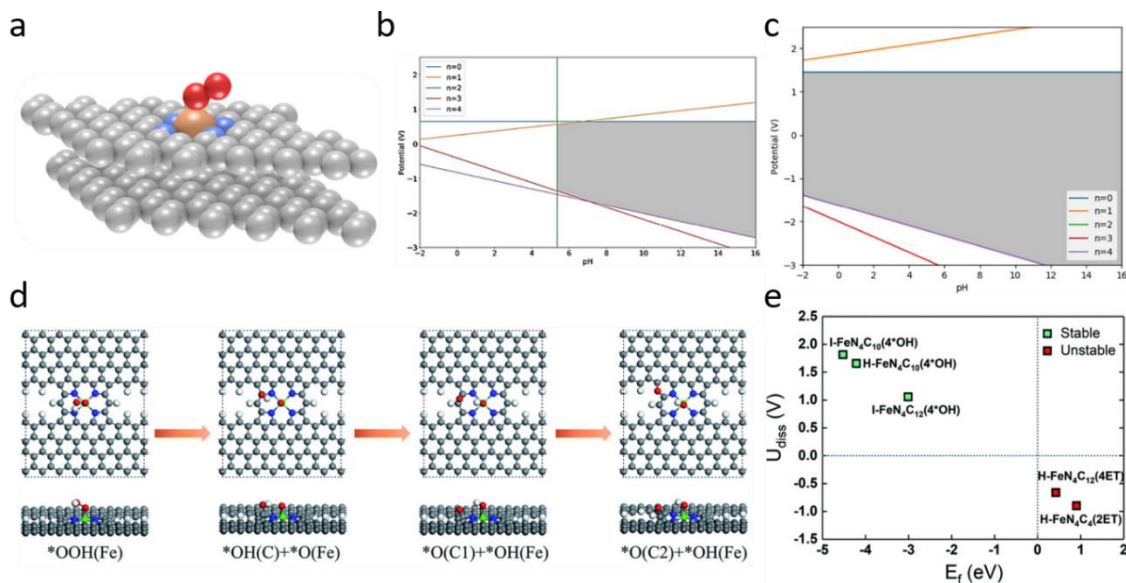 a
b
c
n=0
n=1
n=2
n=3
n=4
Potential (V)
2
1
0
−1
−2
−3
−2 0 2 4 6 8 10 12 14 16
pH
Potential (V)
2
1
0
−1
−2
−3
n=0
n=1
n=2
n=3
n=4
−2 0 2 4 6 8 10 12 14 16
pH
d
*OOH(Fe)
*OH(C)+*O(Fe)
*O(C1)+*OH(Fe)
*O(C2)+*OH(Fe)
e
Stable
Unstable
I-FeN₄C₁₀(4*OH)
H-FeN₄C₁₀(4*OH)
I-FeN₄C₁₂(4*OH)
H-FeN₄C₁₂(4ET)
H-FeN₄C₄(2ET)
U_diss (V)
2.5
2.0
1.5
1.0
0.5
0.0
-0.5
-1.0
-1.5
-5 -4 -3 -2 -1 0 1 2
E_f (eV)